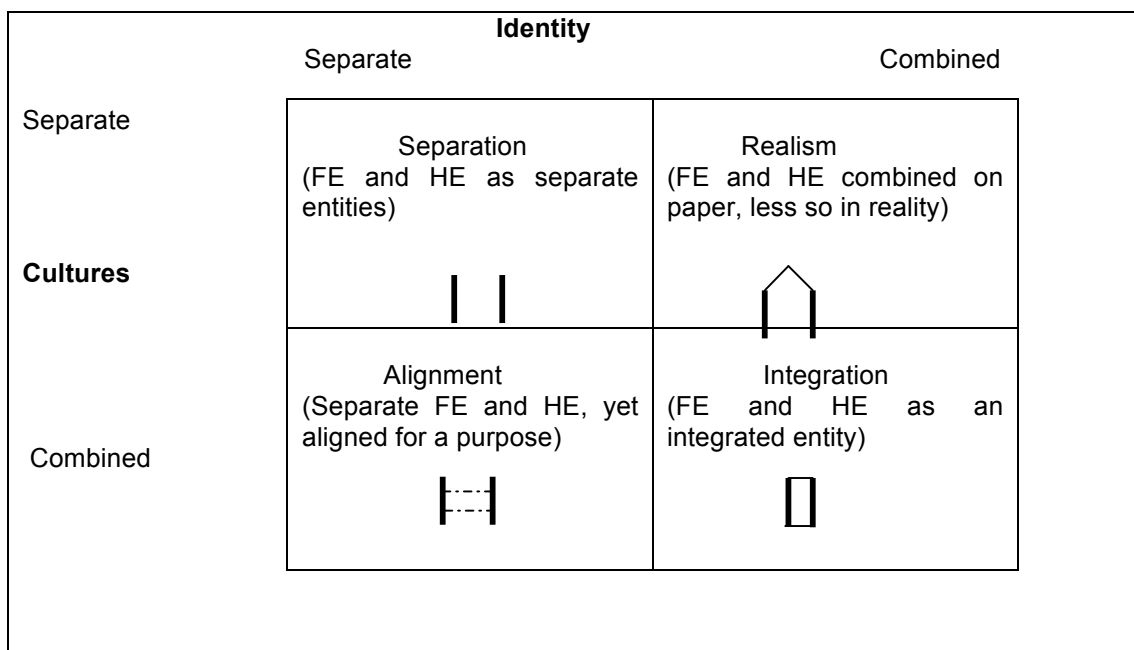 Identity
Separate Combined
Separate
Separation
(FE and HE as separate
entities)
Realism
(FE and HE combined on
paper, less so in reality)
Cultures
Alignment
(Separate FE and HE, yet
aligned for a purpose)
Integration
(FE and HE as an
integrated entity)
Combined